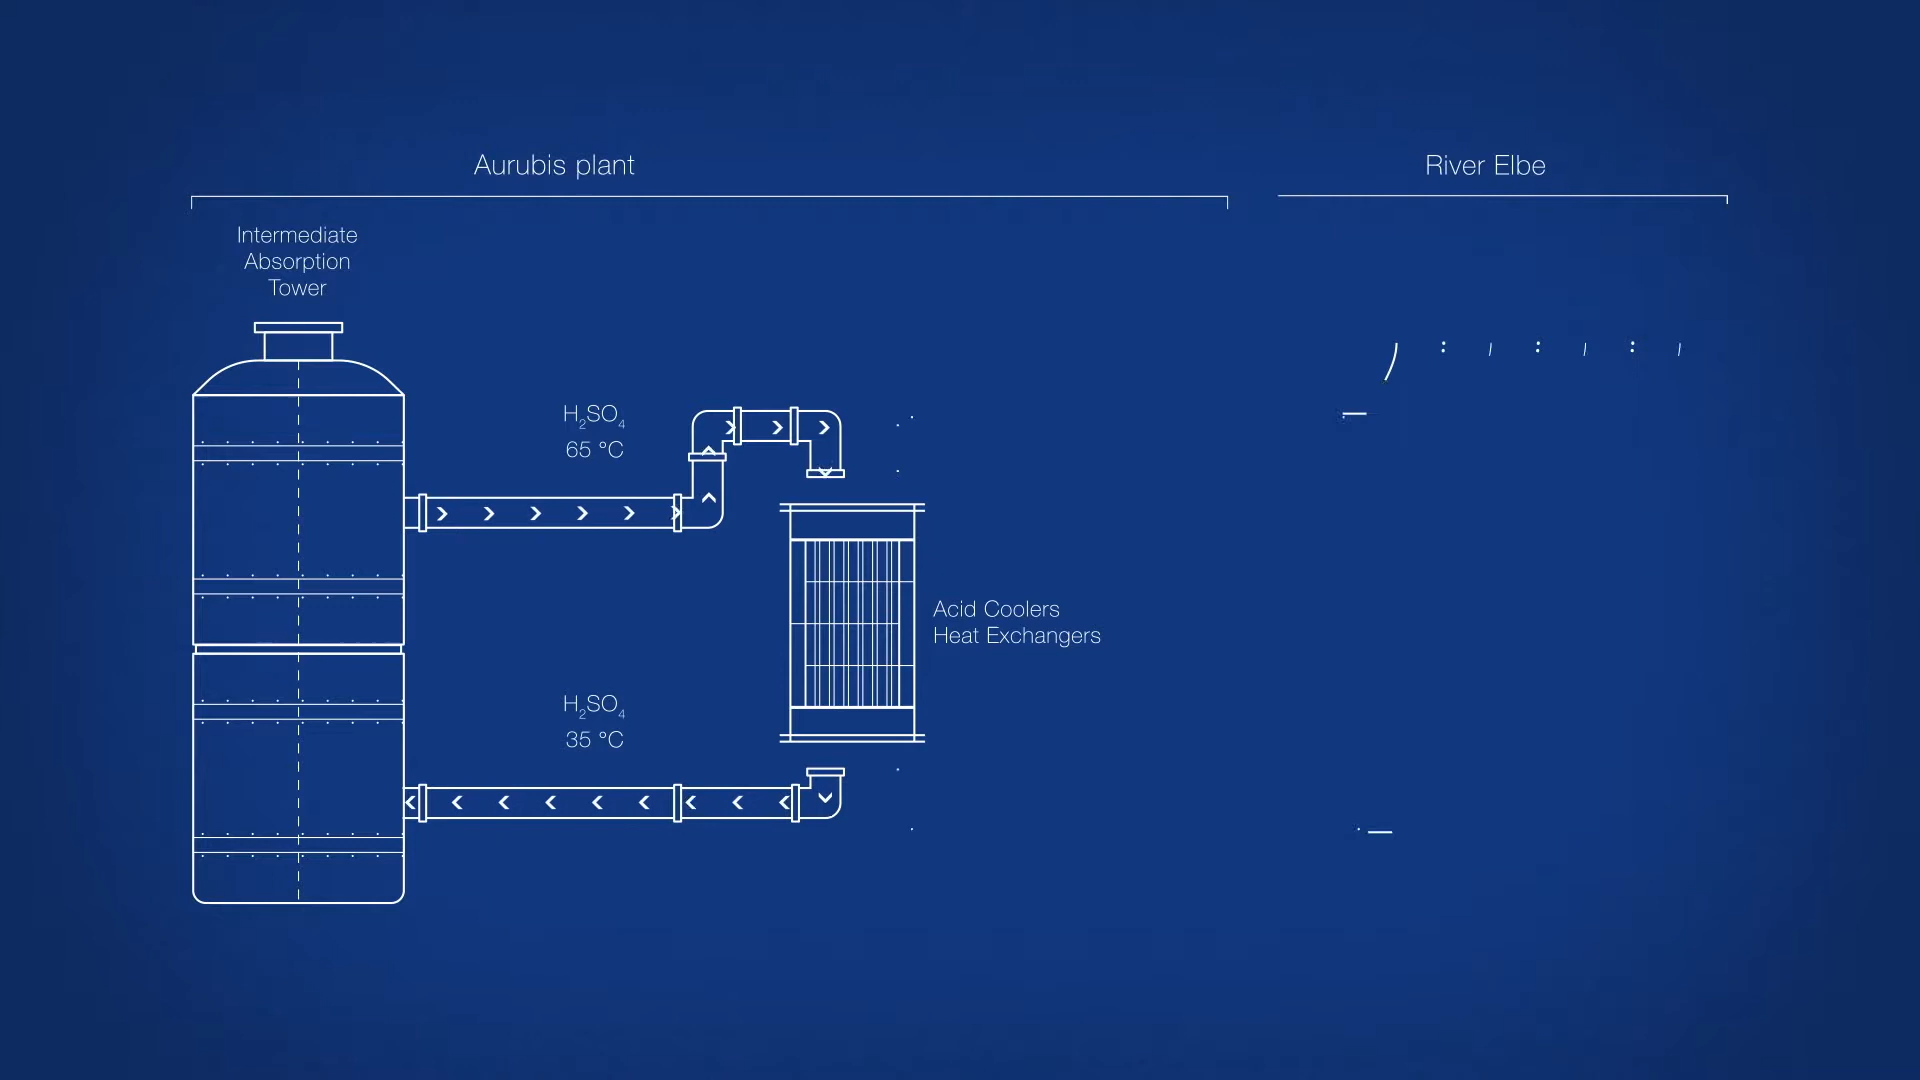 Aurubis plant
River Elbe
Intermediate
Absorption
Tower
H₂SO₄
65 °C
Acid Coolers
Heat Exchangers
H₂SO₄
35 °C